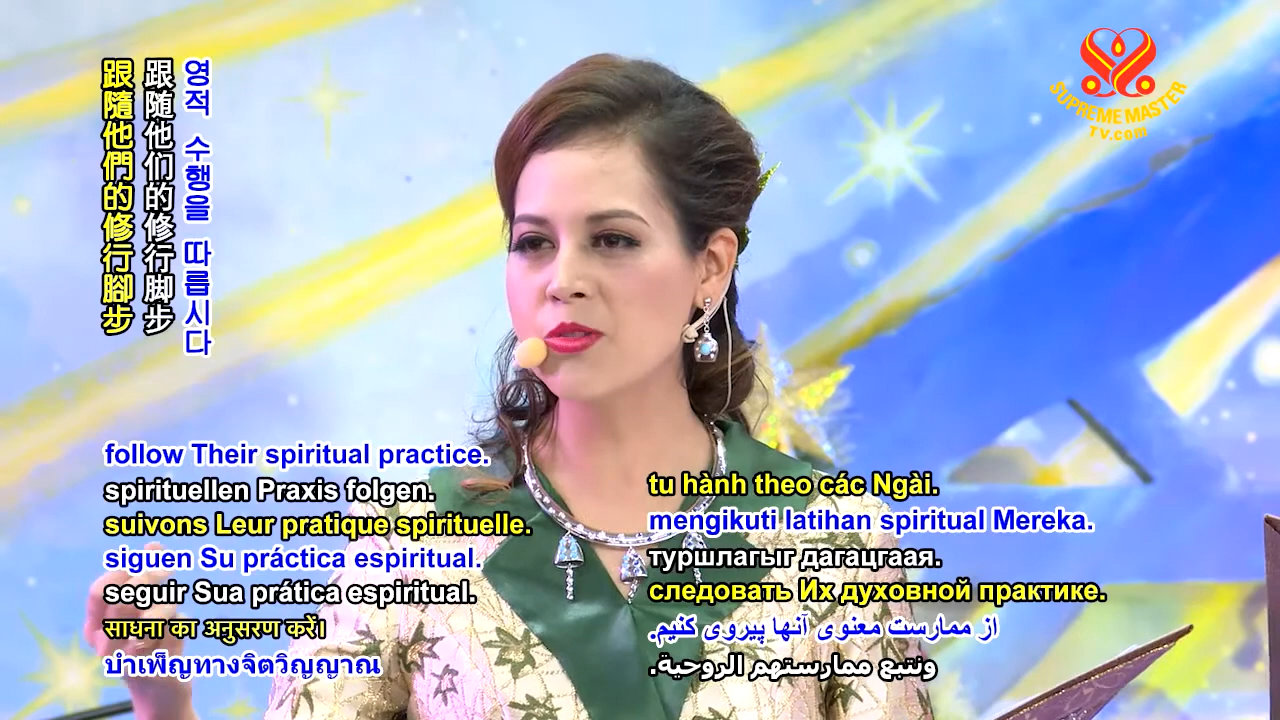 跟隨他們的修行腳步
跟随他们的修行脚步
영적 수행을 따릅시다
SUPREME MASTER
TV.com
follow Their spiritual practice.
spirituellen Praxis folgen.
suivons Leur pratique spirituelle.
siguen Su práctica espiritual.
seguir Sua prática espiritual.
साधना का अनुसरण करें।
บำเพ็ญทางจิตวิญญาณ
tu hành theo các Ngài.
mengikuti latihan spiritual Mereka.
туршлагыг дагацгаая.
следовать Их духовной практике.
از ممارست معنوی آنها پیروی کنیم.
ونتبع ممارستهم الروحية.